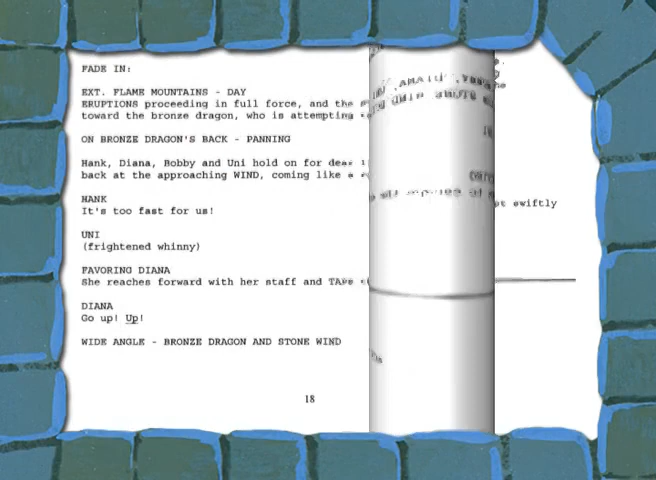 FADE IN:
EXT. FLAME MOUNTAINS - DAY
ERUPTIONS proceeding in full force, and the
toward the bronze dragon, who is attempting
ON BRONZE DRAGON'S BACK - PANNING
Hank, Diana, Bobby and Uni hold on for dear
back at the approaching WIND, coming like a
swiftly
HANK
It's too fast for us!
UNI
(frightened whinny)
FAVORING DIANA
She reaches forward with her staff and TAPS
DIANA
Go up! Up!
WIDE ANGLE - BRONZE DRAGON AND STONE WIND
18